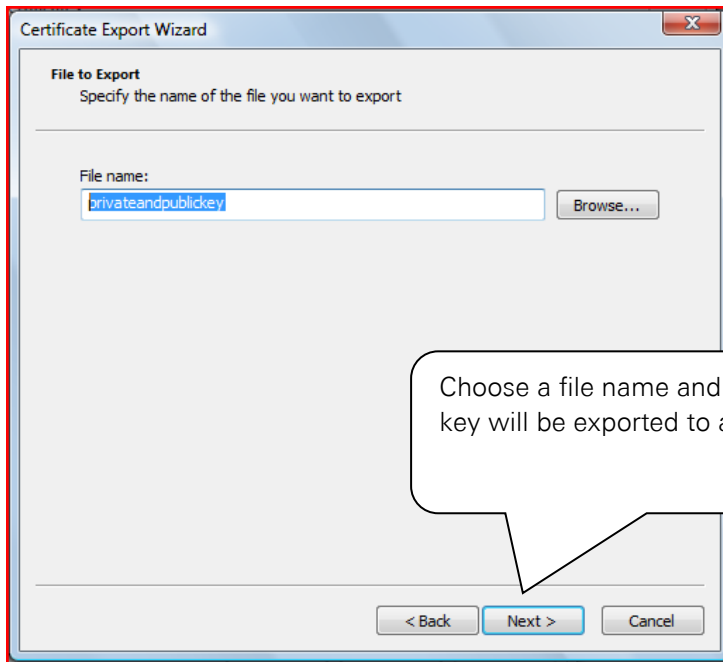 Certificate Export Wizard
File to Export
Specify the name of the file you want to export
File name:
privateandpublickey
Browse...
Choose a file name and
key will be exported to a
< Back
Next >
Cancel